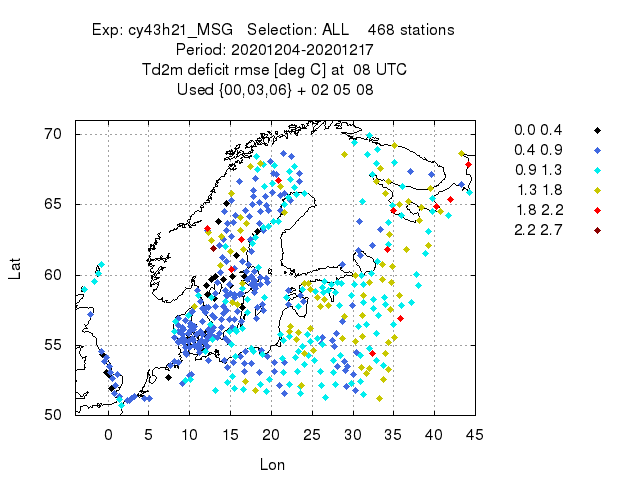 Exp: cy43h21_MSG Selection: ALL 468 stations
Period: 20201204-20201217
Td2m deficit rmse [deg C] at 08 UTC
Used {00,03,06} + 02 05 08
70
65
60
55
50
Lat
0 5 10 15 20 25 30 35 40 45
Lon
0.0 0.4
0.4 0.9
0.9 1.3
1.3 1.8
1.8 2.2
2.2 2.7